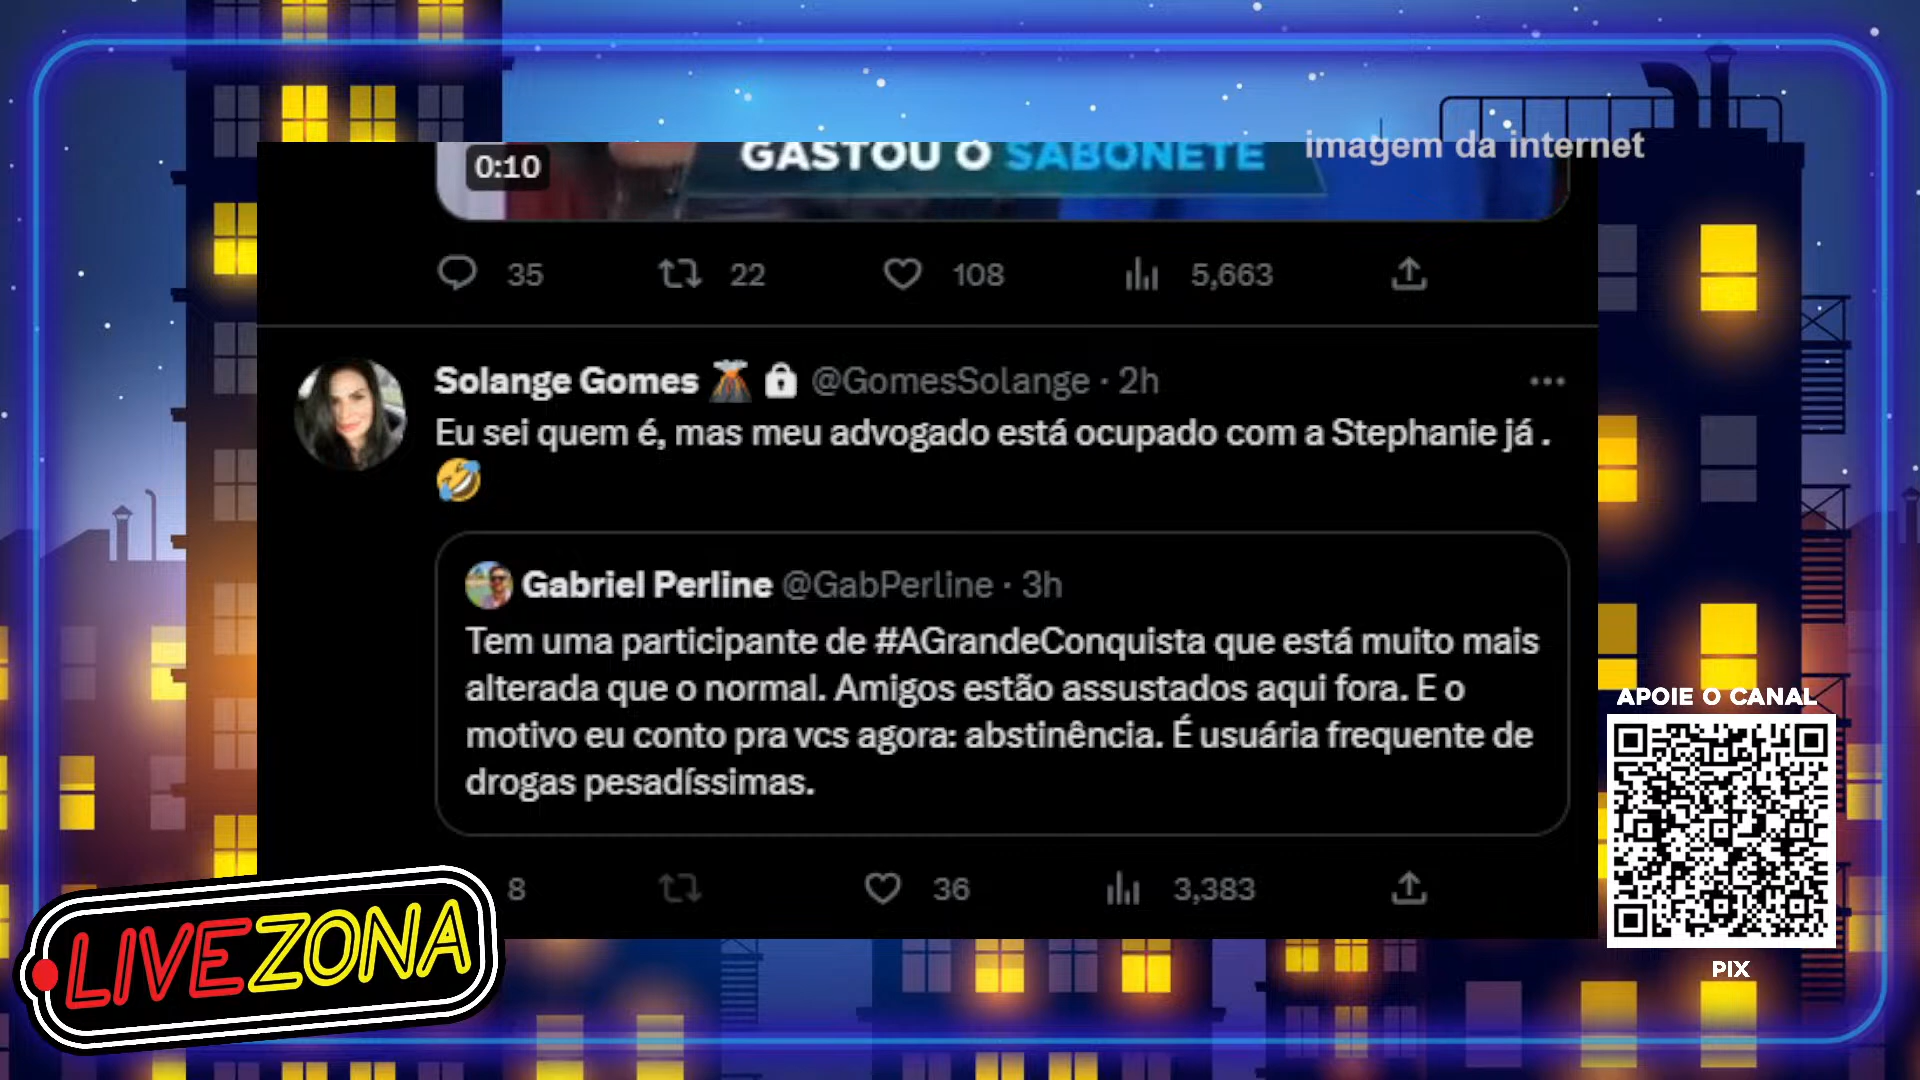 GASTOU O SABONETE
imagem da internet
0:10
35 22 108 5,663
Solange Gomes 🌋 🔒 @GomesSolange · 2h
Eu sei quem é, mas meu advogado está ocupado com a Stephanie já .
🤣
Gabriel Perline @GabPerline · 3h
Tem uma participante de #AGrandeConquista que está muito mais
alterada que o normal. Amigos estão assustados aqui fora. E o
motivo eu conto pra vcs agora: abstinência. É usuária frequente de
drogas pesadíssimas.
8 36 3,383
APOIE O CANAL
PIX
LIVEZONA